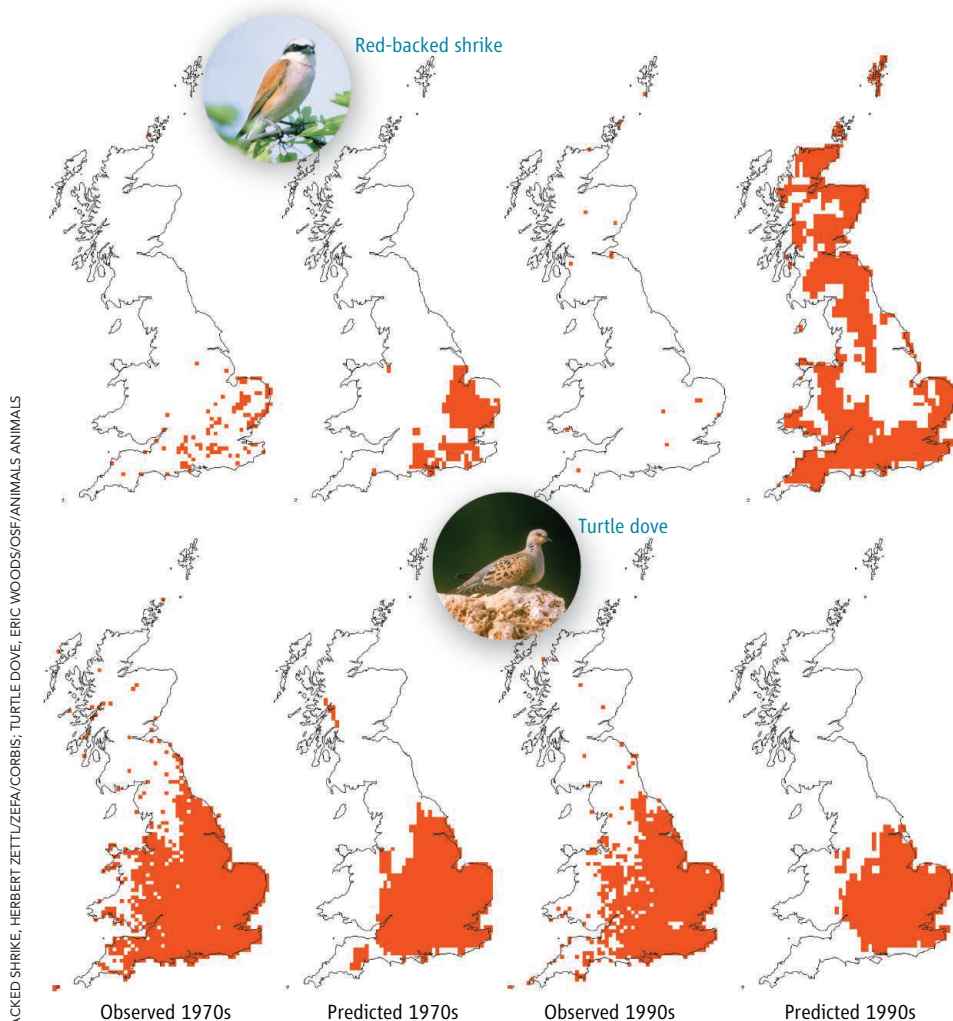 Red-backed shrike
Turtle dove
ACKED SHRIKE, HERBERT ZETTL/ZEFA/CORBIS; TURTLE DOVE, ERIC WOODS/OSF/ANIMALS ANIMALS
Observed 1970s
Predicted 1970s
Observed 1990s
Predicted 1990s